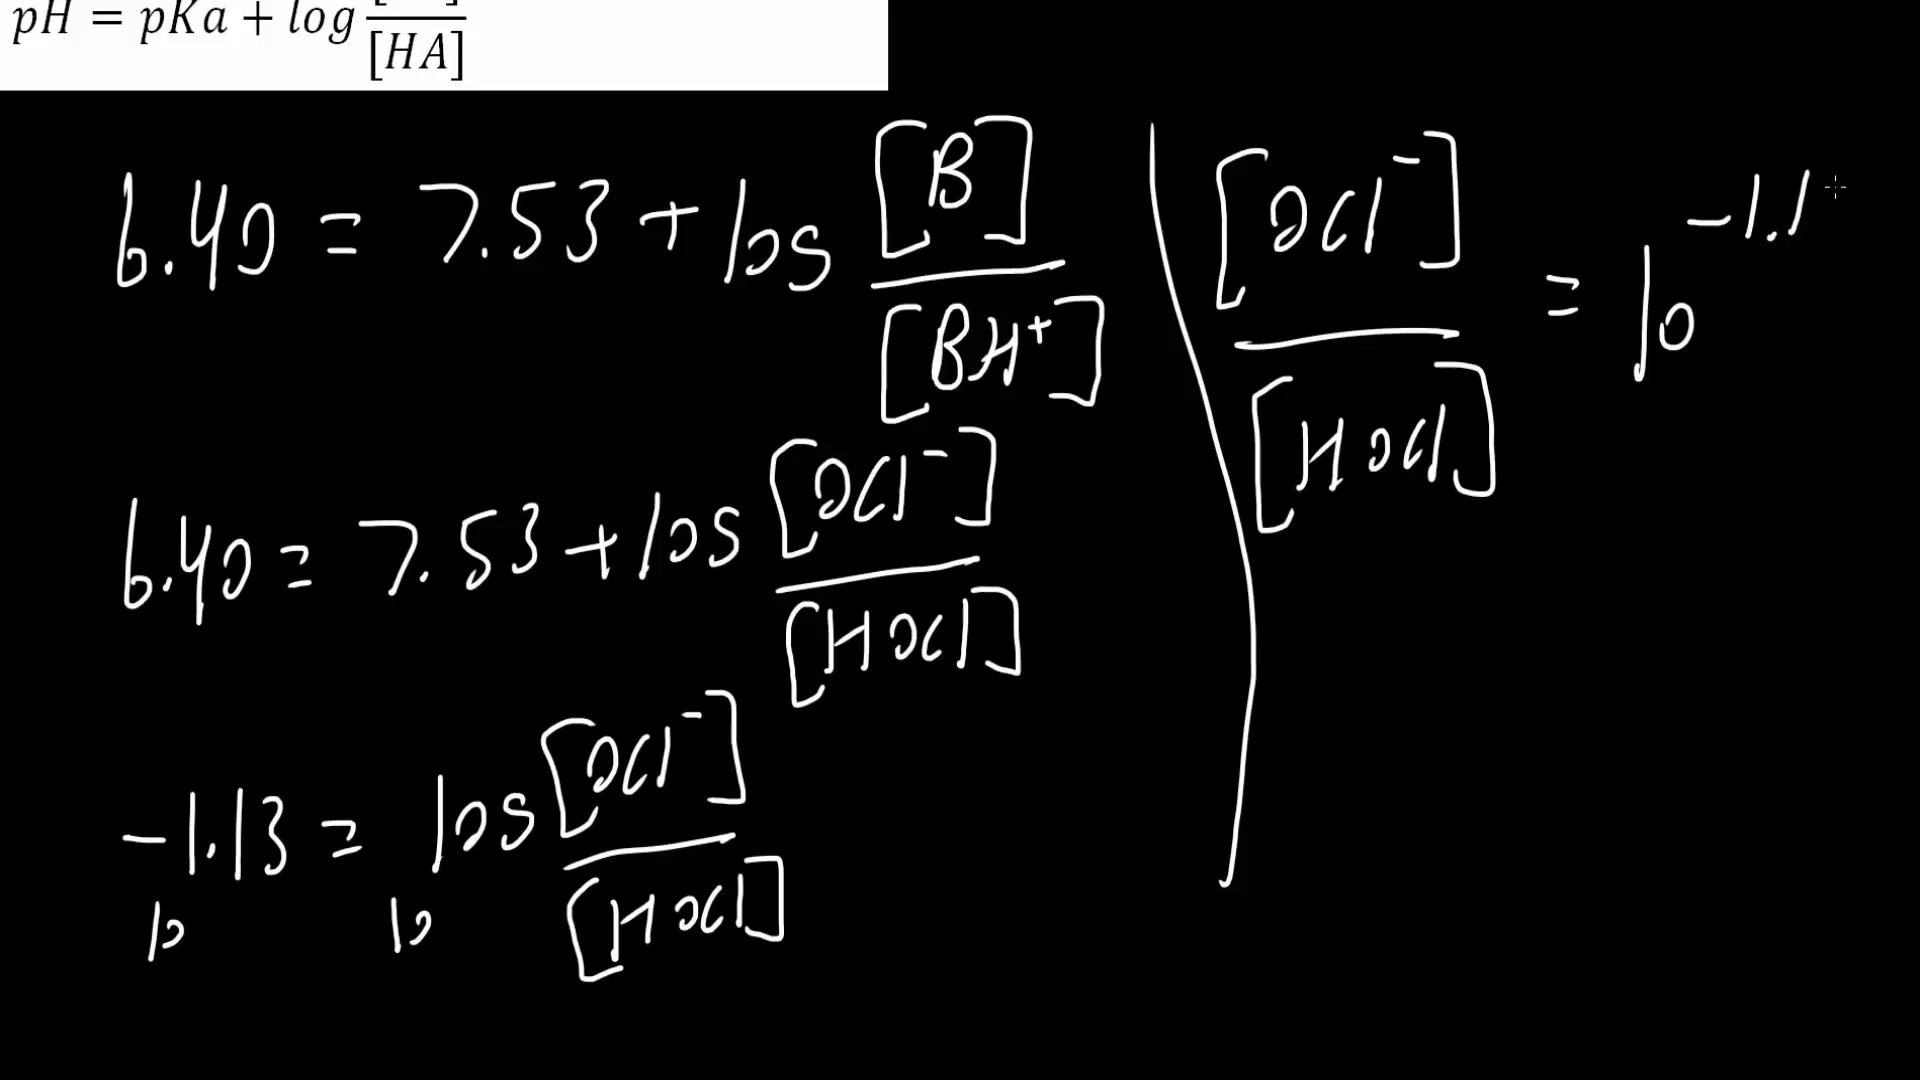 pH = pKa + log [HA]
6.40 = 7.53 + log [B] / [BH+]
6.40 = 7.53 + log [OCl-] / [HOCl]
-1.13 = log [OCl-] / [HOCl]
10 10
[OCl-] / [HOCl] = 10^-1.1